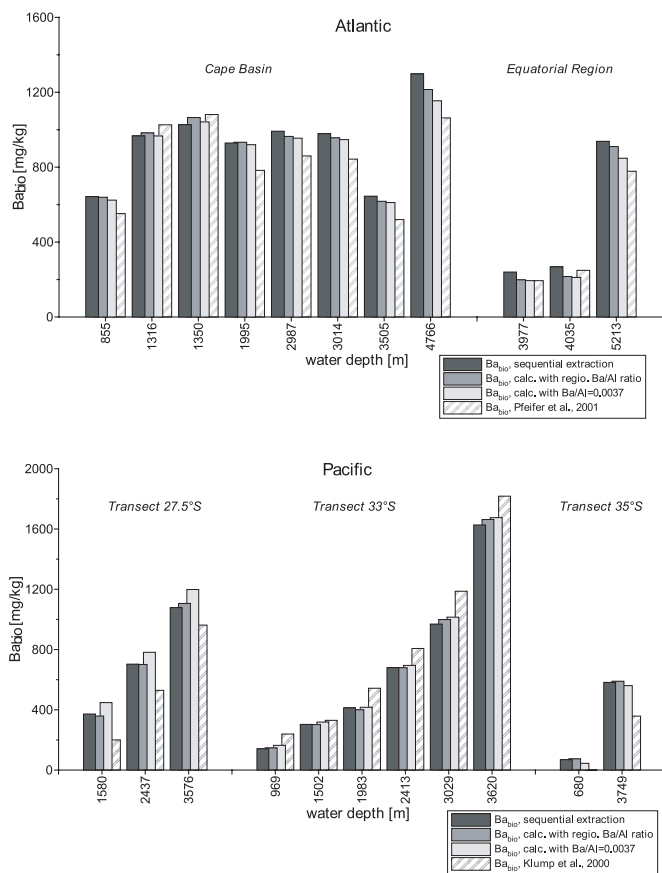 Atlantic
Cape Basin
Equatorial Region
Babio [mg/kg]
1600
1200
800
400
0
855
1316
1350
1995
2987
3014
3505
4766
3977
4035
5213
water depth [m]
Babio, sequential extraction
Babio, calc. with regio. Ba/Al ratio
Babio, calc. with Ba/Al=0.0037
Babio, Pfeifer et al., 2001
Pacific
Transect 27.5°S
Transect 33°S
Transect 35°S
Babio [mg/kg]
2000
1600
1200
800
400
0
1580
2437
3576
969
1502
1983
2413
3029
3620
680
3749
water depth [m]
Babio, sequential extraction
Babio, calc. with regio. Ba/Al ratio
Babio, calc. with Ba/Al=0.0037
Babio, Klump et al., 2000